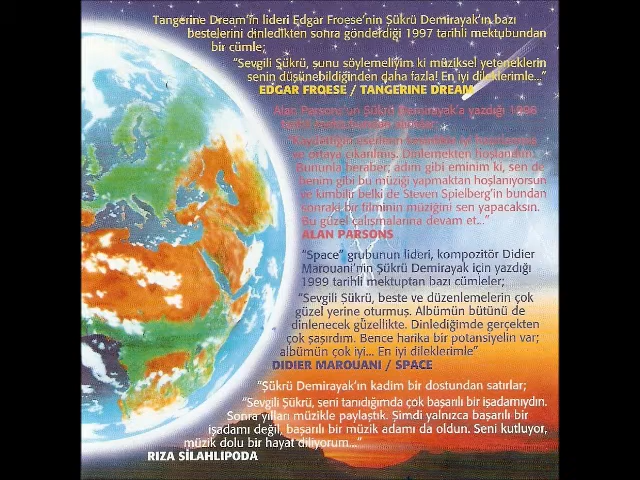 Tangerine Dream'in lideri Edgar Froese'nin Şükrü Demirayak'ın bazı
bestelerini dinledikten sonra gönderdiği 1997 tarihli mektubundan
bir cümle;
"Sevgili Şükrü, şunu söylemeliyim ki müziksel yeteneklerin
senin düşünebildiğinden daha fazla! En iyi dileklerimle..."
EDGAR FROESE / TANGERINE DREAM
Alan Parsons'un Şükrü Demirayak'a yazdığı 1996
ve ortaya çıkarılmış. Dinlemekten hoşlandım.
Bununla beraber, adım gibi eminim ki, sen de
benim gibi bu müziği yapmaktan hoşlanıyorsun
ve kimbilir belki de Steven Spielberg'in bundan
sonraki bir filminin müziğini sen yapacaksın.
Bu güzel çalışmalarına devam et..."
ALAN PARSONS
"Space" grubunun lideri, kompozitör Didier
Marouani'nin Şükrü Demirayak için yazdığı
1999 tarihli mektuptan bazı cümleler;
"Sevgili Şükrü, beste ve düzenlemelerin çok
güzel yerine oturmuş. Albümün bütünü de
dinlenecek güzellikte. Dinlediğimde gerçekten
çok şaşırdım. Bence harika bir potansiyelin var;
albümün çok iyi... En iyi dileklerimle"
DIDIER MAROUANI / SPACE
"Şükrü Demirayak'ın kadim bir dostundan satırlar;
"Sevgili Şükrü, seni tanıdığımda çok başarılı bir işadamıydın.
Sonra yılları müzikle paylaştık. Şimdi yalnızca başarılı bir
işadamı değil, başarılı bir müzik adamı da oldun. Seni kutluyor,
müzik dolu bir hayat diliyorum..."
RIZA SİLAHLIPODA